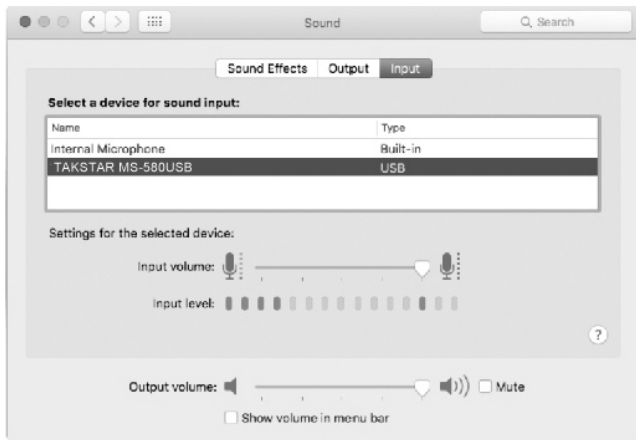 Sound
Search
Sound Effects Output Input
Select a device for sound input:
Name Type
Internal Microphone Built-in
TAKSTAR MS-580USB USB
Settings for the selected device:
Input volume:
Input level:
?
Output volume: Mute
Show volume in menu bar